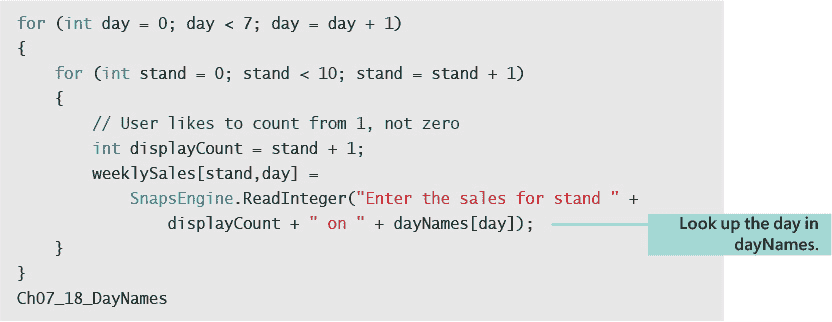 for (int day = 0; day < 7; day = day + 1)
{
    for (int stand = 0; stand < 10; stand = stand + 1)
    {
        // User likes to count from 1, not zero
        int displayCount = stand + 1;
        weeklySales[stand,day] =
            SnapsEngine.ReadInteger("Enter the sales for stand " +
                displayCount + " on " + dayNames[day]);
    }
}
Ch07_18_DayNames
Look up the day in
dayNames.